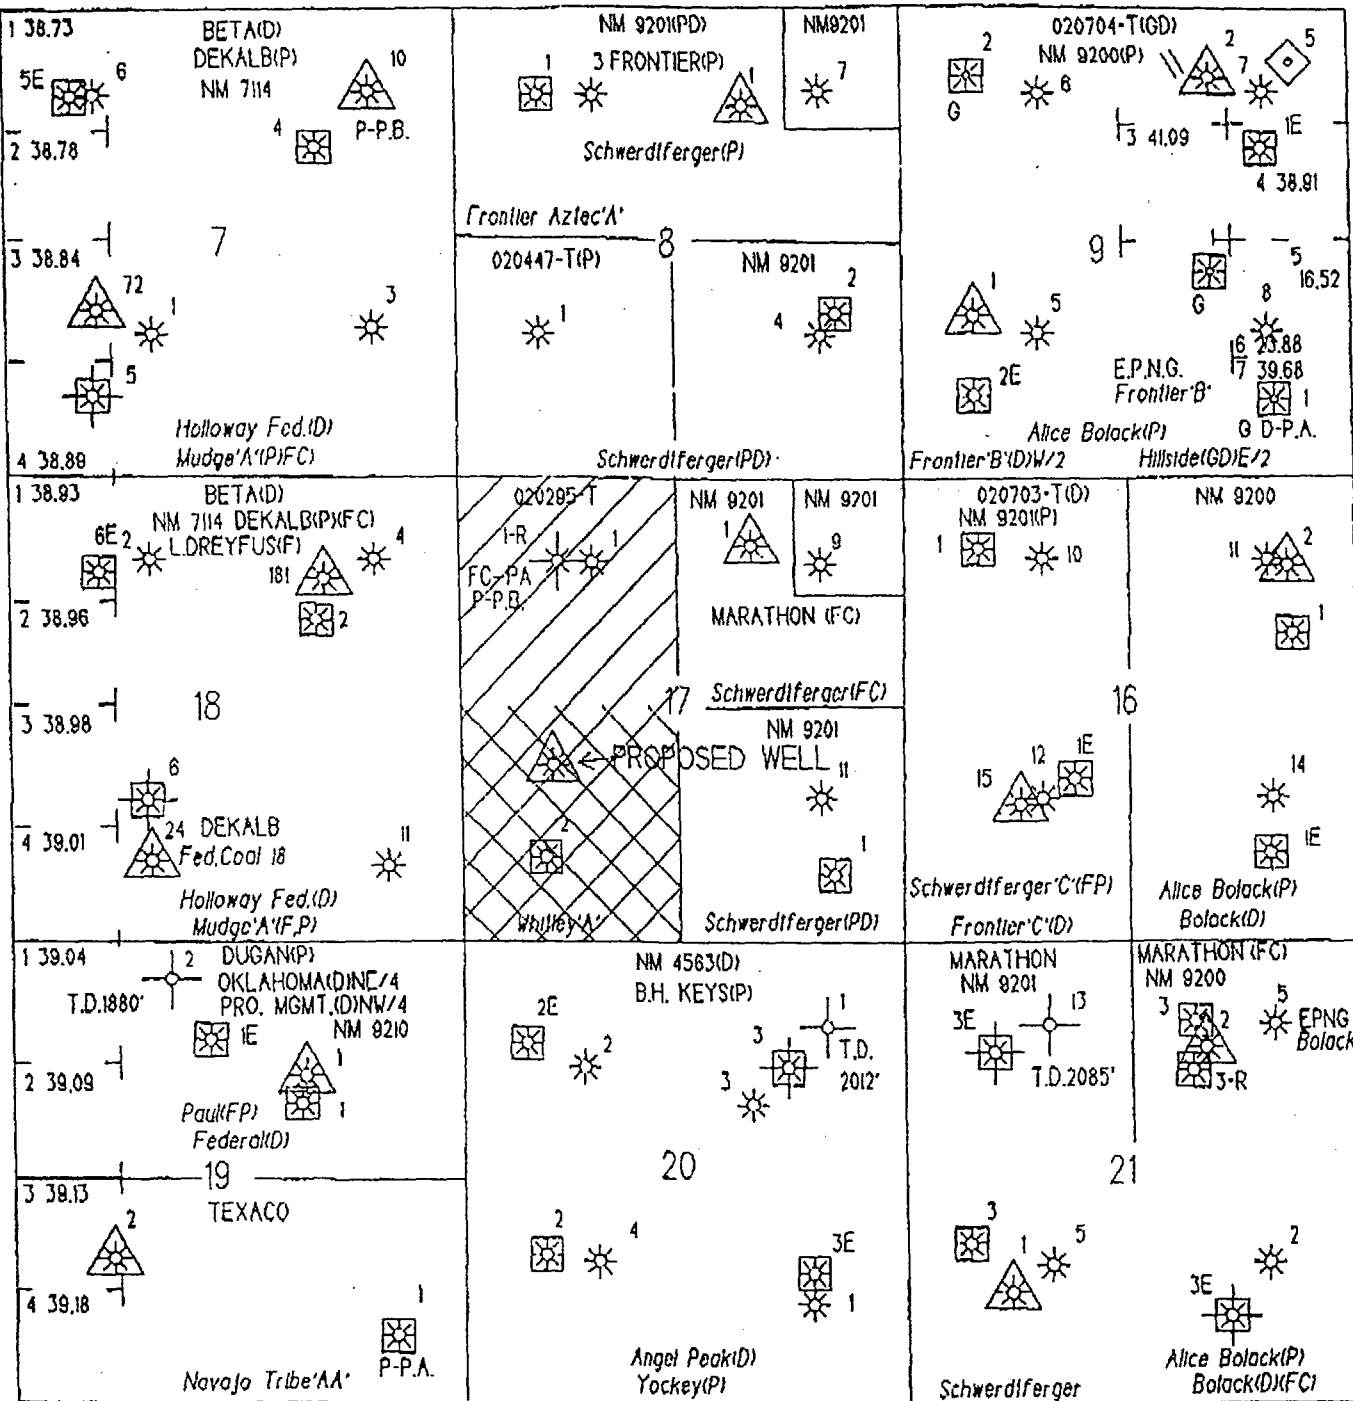 1 38.73
BETA(D)
DEKALB(P)
NM 7114
5E
6
10
P-P.B.
4
2 38.78
7
3 38.84
72
1
3
5
Holloway Fed.(D)
Mudge'A'(P)(FC)
4 38.89
NM 9201(PD)
3 FRONTIER(P)
1
1
NM9201
7
Schwerdtferger(P)
Frontier Aztec'A'
8
020447-T(P)
NM 9201
1
2
4
Schwerdtferger(PD)
020704-T(GD)
NM 9200(P)
2
G
6
2
7
5
3 41.09
1E
4 38.91
9
G
5
16.52
1
5
8
6 23.88
7 39.68
2E
E.P.N.G.
Frontier'B'
1
Alice Bolack(P)
G D-P.A.
Frontier'B'(D)W/2
Hillside(GD)E/2
1 38.93
BETA(D)
NM 7114 DEKALB(P)(FC)
L.DREYFUS(F)
6E
2
4
181
2
2 38.96
18
3 38.98
6
4 39.01
24 DEKALB
Fed.Coal 18
11
Holloway Fed.(D)
Mudge'A'(F,P)
020295-T
1-R
1
FC-PA
P-P.B.
NM 9201
1
NM 9201
9
MARATHON (FC)
Schwerdtferger(FC)
17
NM 9201
PROPOSED WELL
11
2
1
Whitley'A'
Schwerdtferger(PD)
020703-T(D)
NM 9201(P)
1
10
NM 9200
11
2
1
16
15
12
1E
14
1E
Schwerdtferger'C'(FP)
Frontier'C'(D)
Alice Bolack(P)
Bolack(D)
1 39.04
2
DUGAN(P)
OKLAHOMA(D)NE/4
T.D.1880'
PRO. MGMT.(D)NW/4
NM 9210
1E
1
2 39.09
1
Paul(FP)
Federal(D)
19
3 39.13
TEXACO
2
4 39.18
1
P-P.A.
Navajo Tribe'AA'
NM 4563(D)
B.H. KEYS(P)
2E
2
3
1
T.D.
2012'
3
20
2
4
3E
1
Angel Peak(D)
Yockey(P)
MARATHON
NM 9201
3E
13
T.D.2085'
MARATHON (FC)
NM 9200
3
2
5
EPNG
Bolack
3-R
21
3
1
5
2
3E
Schwerdtferger
Alice Bolack(P)
Bolack(D)(FC)